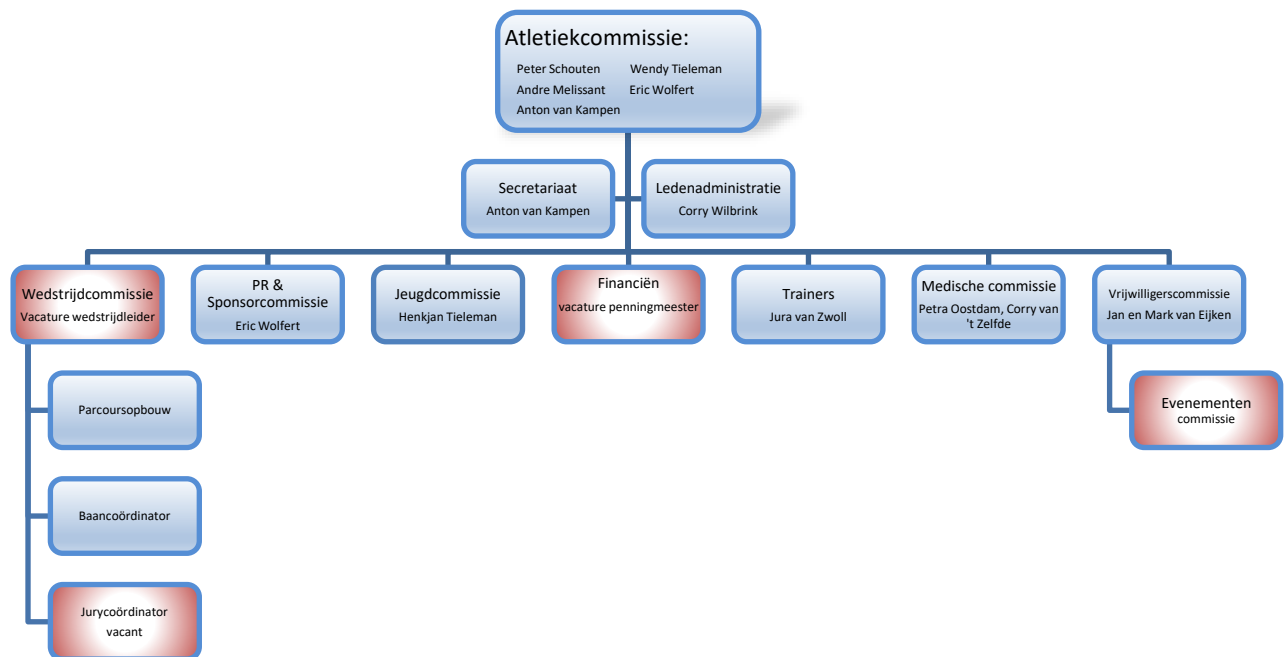 Atletiekcommissie:
Peter Schouten Wendy Tieleman
Andre Melissant Eric Wolfert
Anton van Kampen
Secretariaat
Anton van Kampen
Ledenadministratie
Corry Wilbrink
Wedstrijdcommissie
Vacature wedstrijdleider
PR &
Sponsorcommissie
Eric Wolfert
Jeugdcommissie
Henkjan Tieleman
Financiën
vacature penningmeester
Trainers
Jura van Zwoll
Medische commissie
Petra Oostdam, Corry van
't Zelfde
Vrijwilligerscommissie
Jan en Mark van Eijken
Parcoursopbouw
Baancoördinator
Jurycoördinator
vacant
Evenementen
commissie